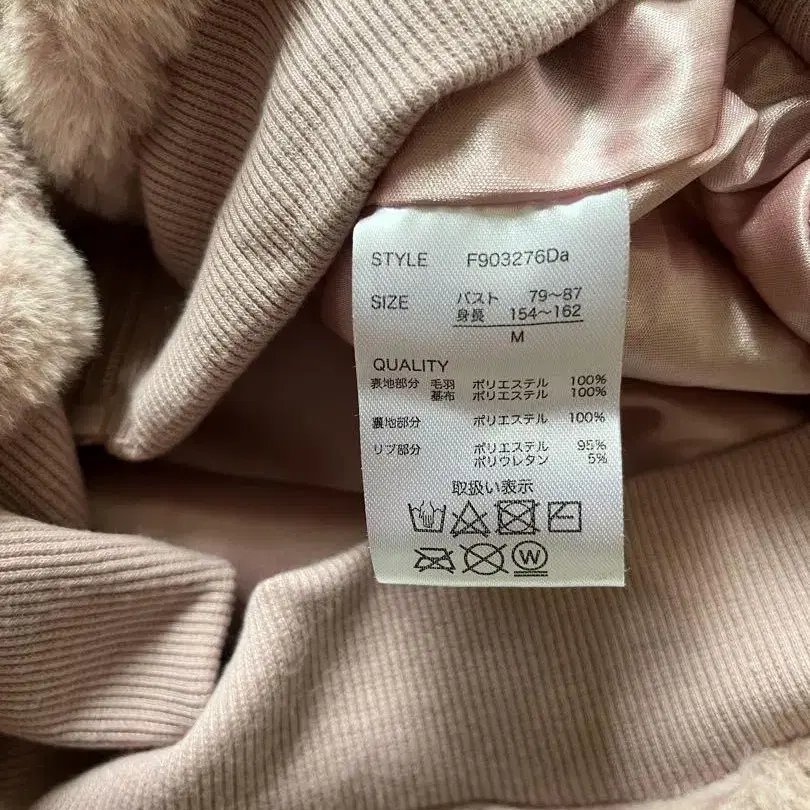 STYLE F903276Da
SIZE バスト 79~87
身長 154~162
M
QUALITY
表地部分 毛羽 ポリエステル 100%
基布 ポリエステル 100%
裏地部分 ポリエステル 100%
リブ部分 ポリエステル 95%
ポリウレタン 5%
取扱い表示
W